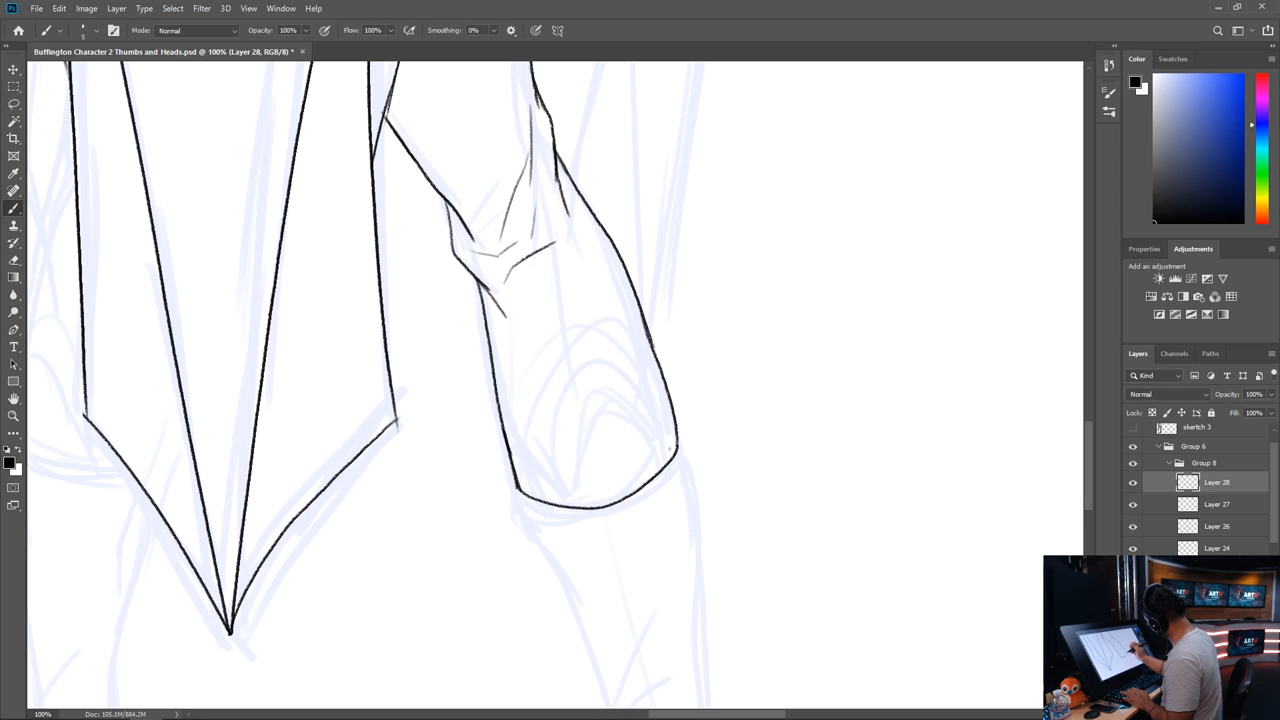 Ps File Edit Image Layer Type Select Filter 3D View Window Help
5 Mode: Normal Opacity: 100% Flow: 100% Smoothing: 0%
Buffington Character 2 Thumbs and Heads.psd @ 100% (Layer 28, RGB/8) *
Color Swatches
Properties Adjustments
Add an adjustment
Layers Channels Paths
Kind
Normal Opacity: 100%
Lock: Fill: 100%
skertch 3
Group 6
Group 8
Layer 28
Layer 27
Layer 26
Layer 24
100% Doc: 105.1M/884.2M